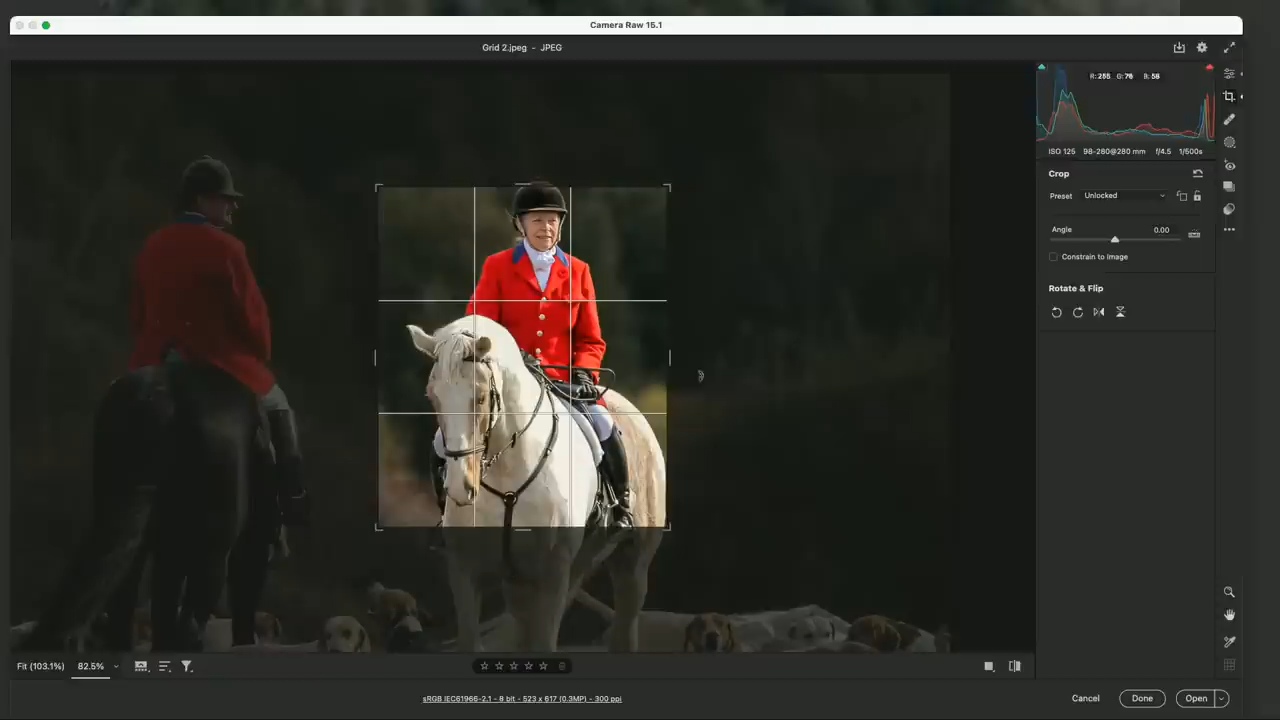 Camera Raw 15.1
Grid 2.jpeg - JPEG
R: 255 G: 76 B: 58
ISO 125 98-280@280 mm f/4.5 1/500s
Crop
Preset Unlocked
Angle 0.00
Constrain to Image
Rotate & Flip
Fit (103.1%) 82.5%
sRGB IEC61966-2.1 - 8 bit - 523 x 617 (0.3MP) - 300 ppi
Cancel Done Open